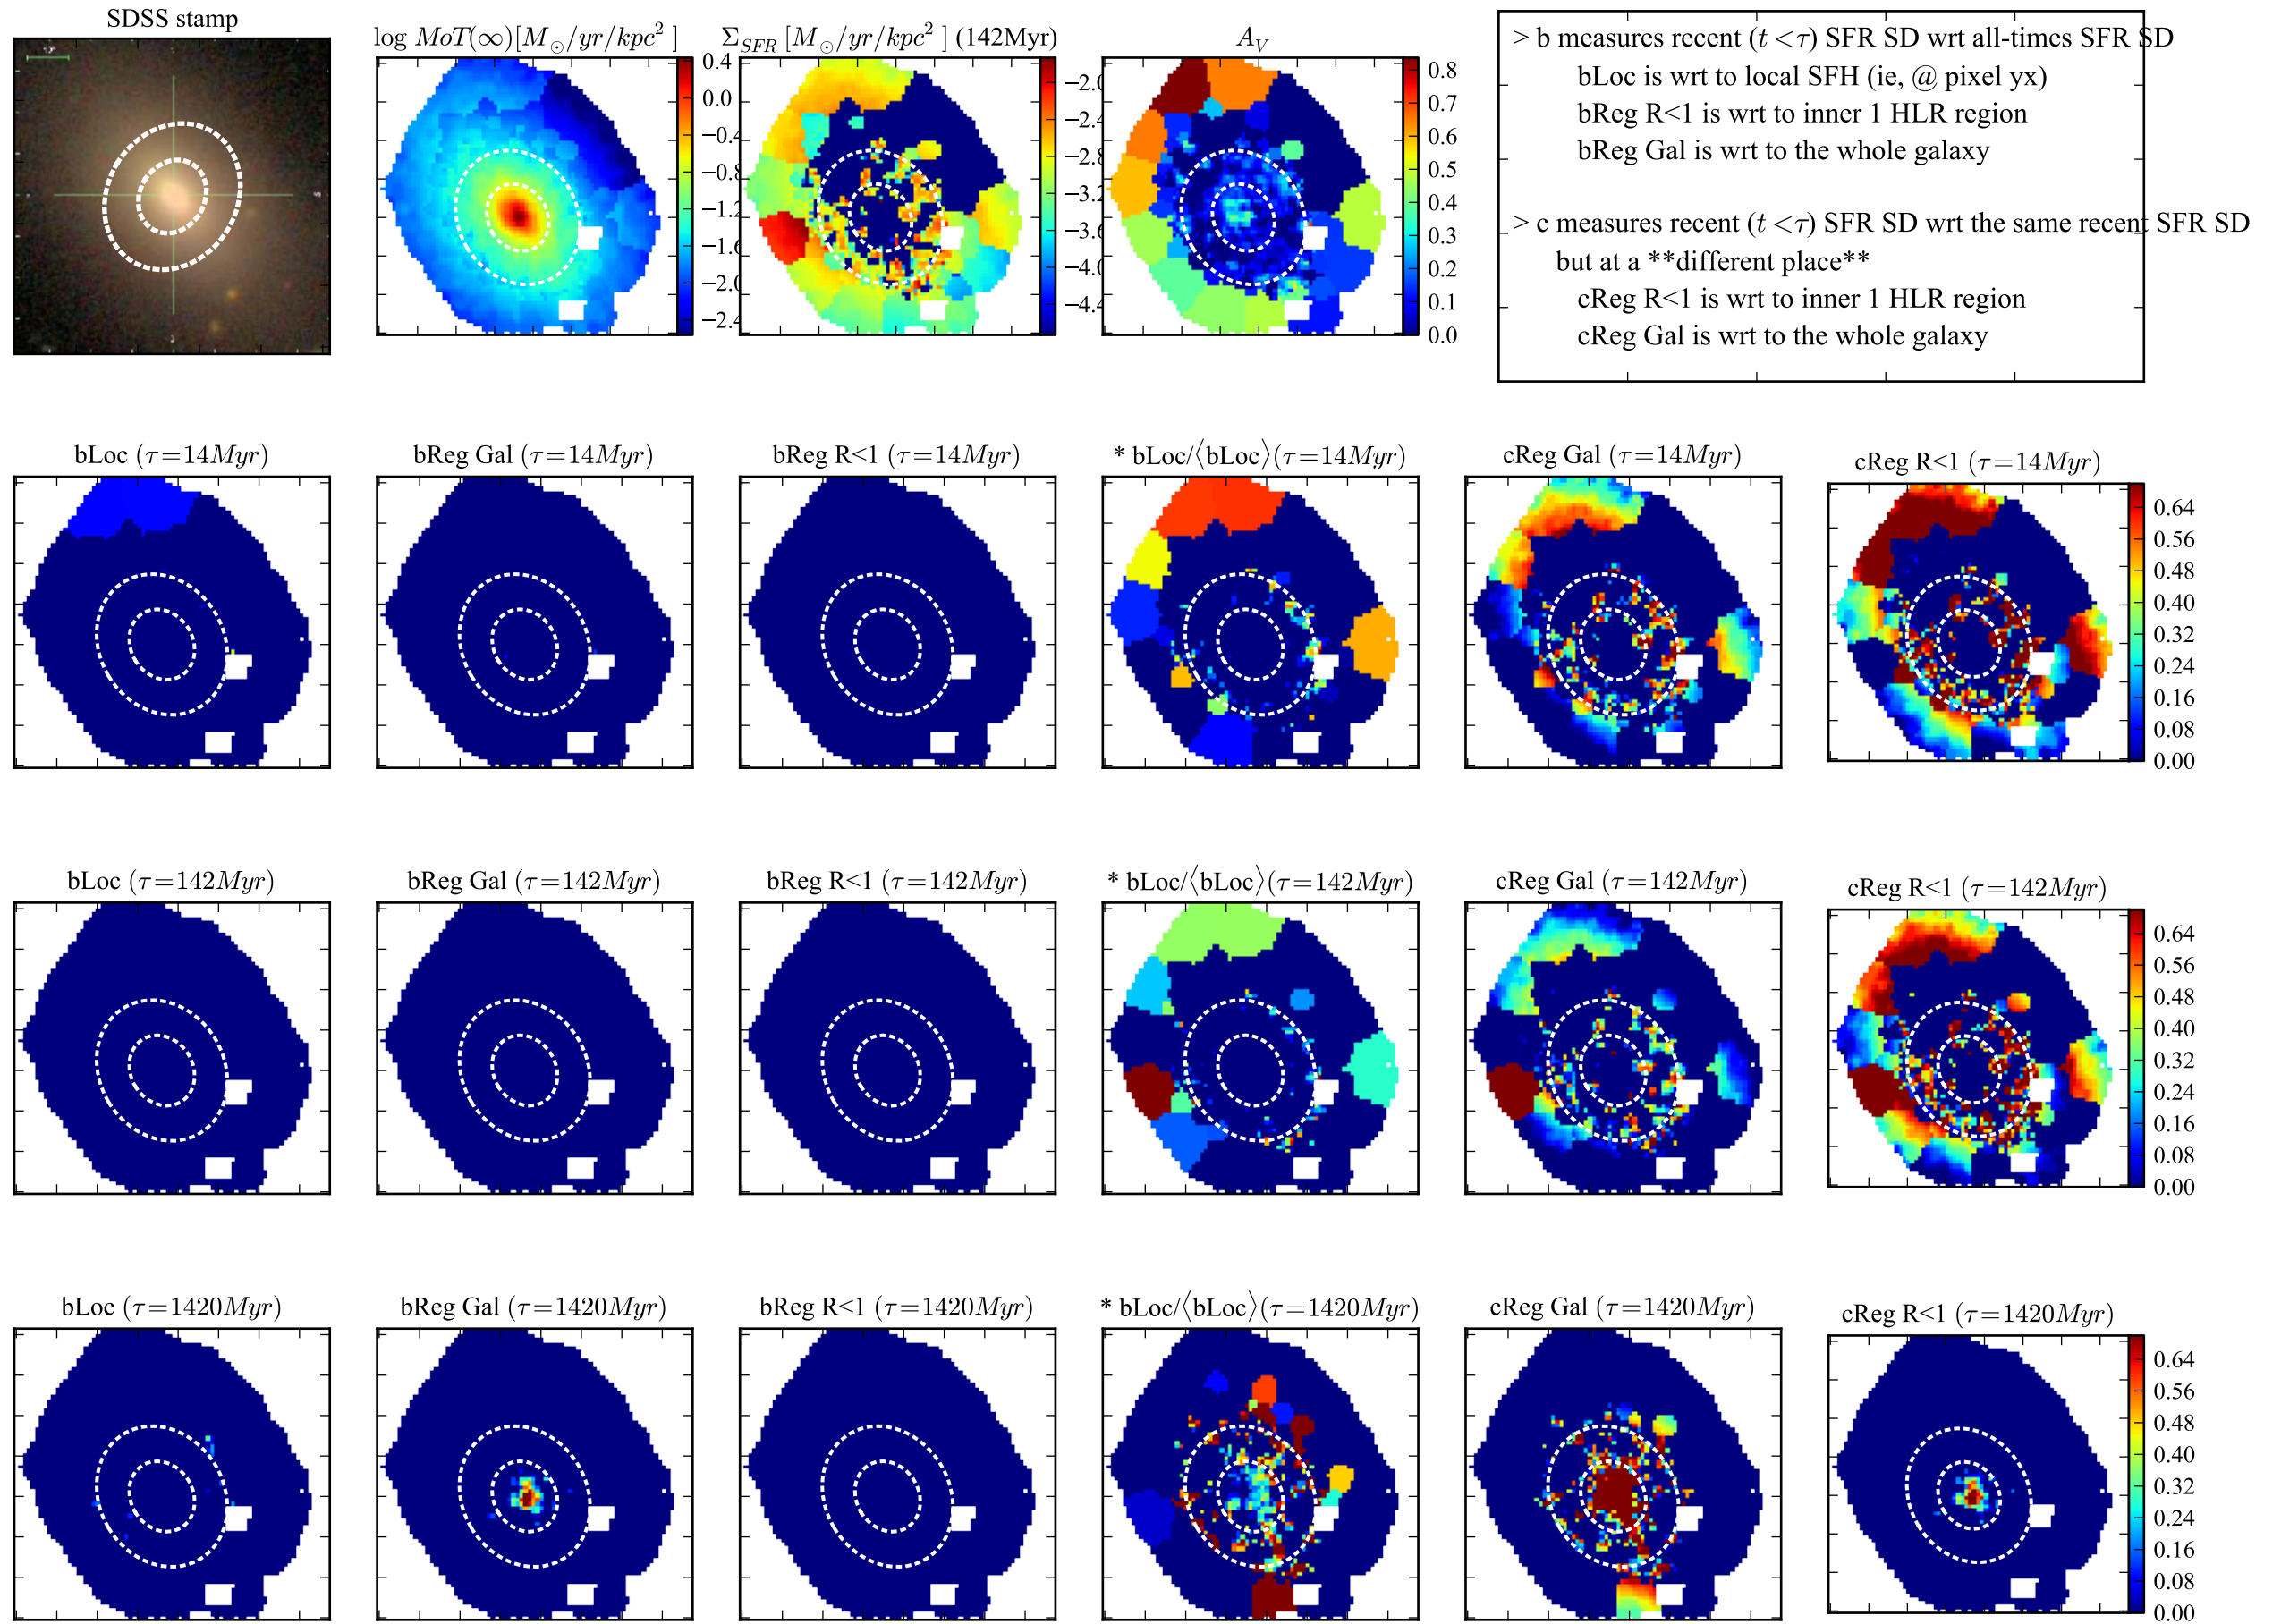 SDSS stamp
log MoT(∞)[M⊙/yr/kpc² ]
Σ_SFR [M⊙/yr/kpc² ] (142Myr)
A_V
0.4
0.0
−0.4
−0.8
−1.2
−1.6
−2.0
−2.4
−2.0
−2.4
−2.8
−3.2
−3.6
−4.0
−4.4
0.8
0.7
0.6
0.5
0.4
0.3
0.2
0.1
0.0
> b measures recent (t <τ) SFR SD wrt all-times SFR SD
bLoc is wrt to local SFH (ie, @ pixel yx)
bReg R<1 is wrt to inner 1 HLR region
bReg Gal is wrt to the whole galaxy
> c measures recent (t <τ) SFR SD wrt the same recent SFR SD
but at a **different place**
cReg R<1 is wrt to inner 1 HLR region
cReg Gal is wrt to the whole galaxy
bLoc (τ=14Myr)
bReg Gal (τ=14Myr)
bReg R<1 (τ=14Myr)
* bLoc/⟨bLoc⟩(τ=14Myr)
cReg Gal (τ=14Myr)
cReg R<1 (τ=14Myr)
0.64
0.56
0.48
0.40
0.32
0.24
0.16
0.08
0.00
bLoc (τ=142Myr)
bReg Gal (τ=142Myr)
bReg R<1 (τ=142Myr)
* bLoc/⟨bLoc⟩(τ=142Myr)
cReg Gal (τ=142Myr)
cReg R<1 (τ=142Myr)
0.64
0.56
0.48
0.40
0.32
0.24
0.16
0.08
0.00
bLoc (τ=1420Myr)
bReg Gal (τ=1420Myr)
bReg R<1 (τ=1420Myr)
* bLoc/⟨bLoc⟩(τ=1420Myr)
cReg Gal (τ=1420Myr)
cReg R<1 (τ=1420Myr)
0.64
0.56
0.48
0.40
0.32
0.24
0.16
0.08
0.00